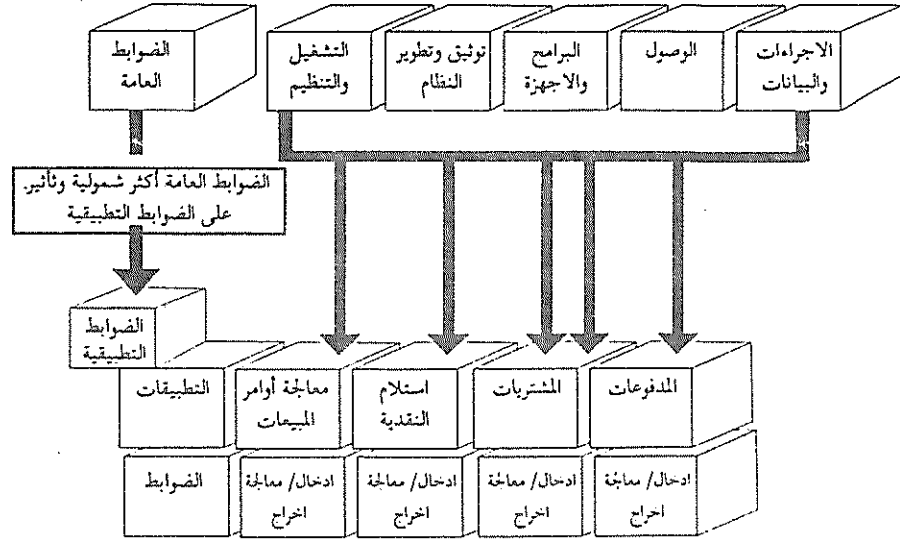 الضوابط
العامة
التشغيل
والتنظيم
توثيق وتطوير
النظام
البرامج
والاجهزة
الوصول
الاجراءات
والبيانات
الضوابط العامة أكثر شمولية وتأثير.
على الضوابط التطبيقية
الضوابط
التطبيقية
التطبيقات
معالجة أوامر
المبيعات
استلام
النقدية
المشتريات
المدفوعات
الضوابط
ادخال/ معالجة
اخراج
ادخال/ معالجة
اخراج
ادخال/ معالجة
اخراج
ادخال/ معالجة
اخراج